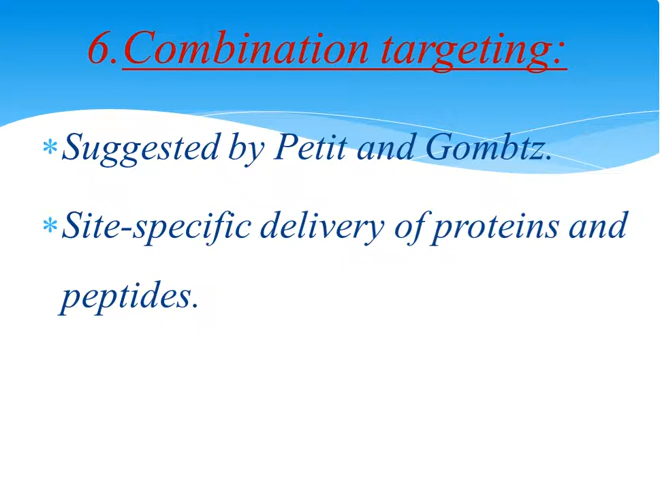 6.Combination targeting:
*Suggested by Petit and Gombtz.
*Site-specific delivery of proteins and
peptides.